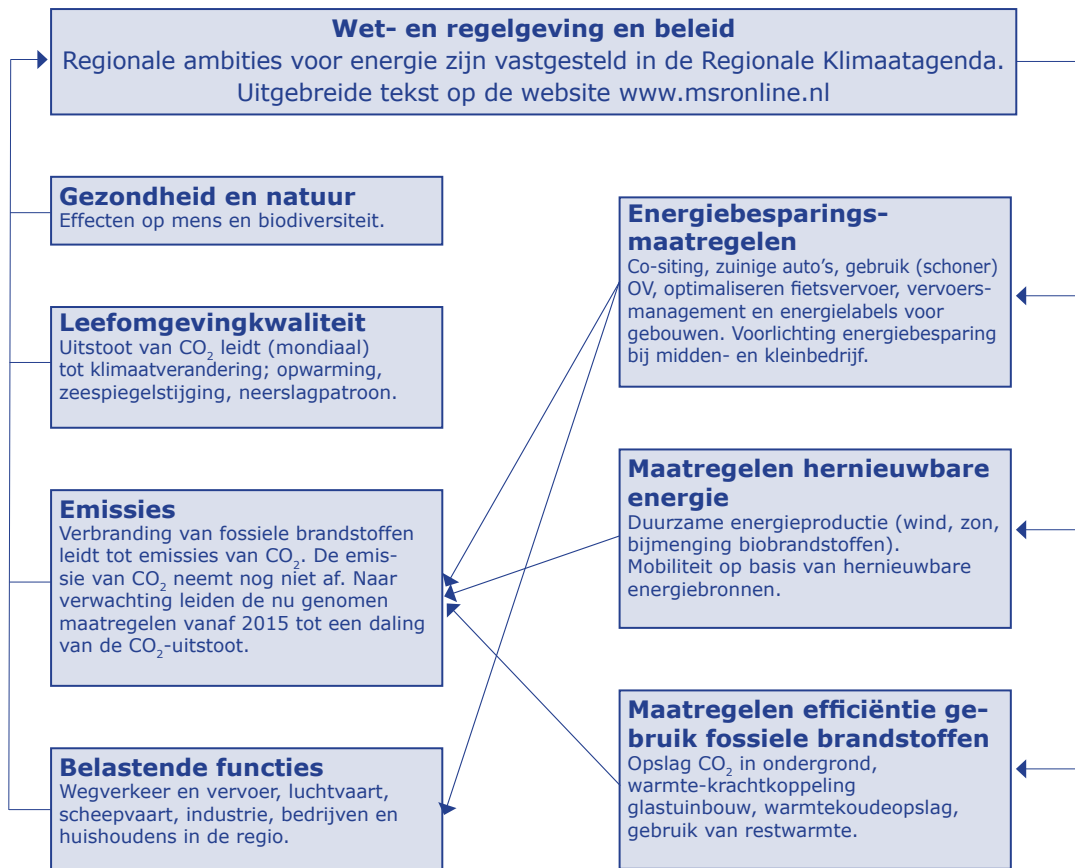 Wet- en regelgeving en beleid
Regionale ambities voor energie zijn vastgesteld in de Regionale Klimaatagenda.
Uitgebreide tekst op de website www.msronline.nl
Gezondheid en natuur
Effecten op mens en biodiversiteit.
Leefomgevingkwaliteit
Uitstoot van CO₂ leidt (mondiaal)
tot klimaatverandering; opwarming,
zeespiegelstijging, neerslagpatroon.
Emissies
Verbranding van fossiele brandstoffen
leidt tot emissies van CO₂. De emis-
sie van CO₂ neemt nog niet af. Naar
verwachting leiden de nu genomen
maatregelen vanaf 2015 tot een daling
van de CO₂-uitstoot.
Belastende functies
Wegverkeer en vervoer, luchtvaart,
scheepvaart, industrie, bedrijven en
huishoudens in de regio.
Energiebesparings-
maatregelen
Co-siting, zuinige auto's, gebruik (schoner)
OV, optimaliseren fietsvervoer, vervoers-
management en energielabels voor
gebouwen. Voorlichting energiebesparing
bij midden- en kleinbedrijf.
Maatregelen hernieuwbare
energie
Duurzame energieproductie (wind, zon,
bijmenging biobrandstoffen).
Mobiliteit op basis van hernieuwbare
energiebronnen.
Maatregelen efficiëntie ge-
bruik fossiele brandstoffen
Opslag CO₂ in ondergrond,
warmte-krachtkoppeling
glastuinbouw, warmtekoudeopslag,
gebruik van restwarmte.